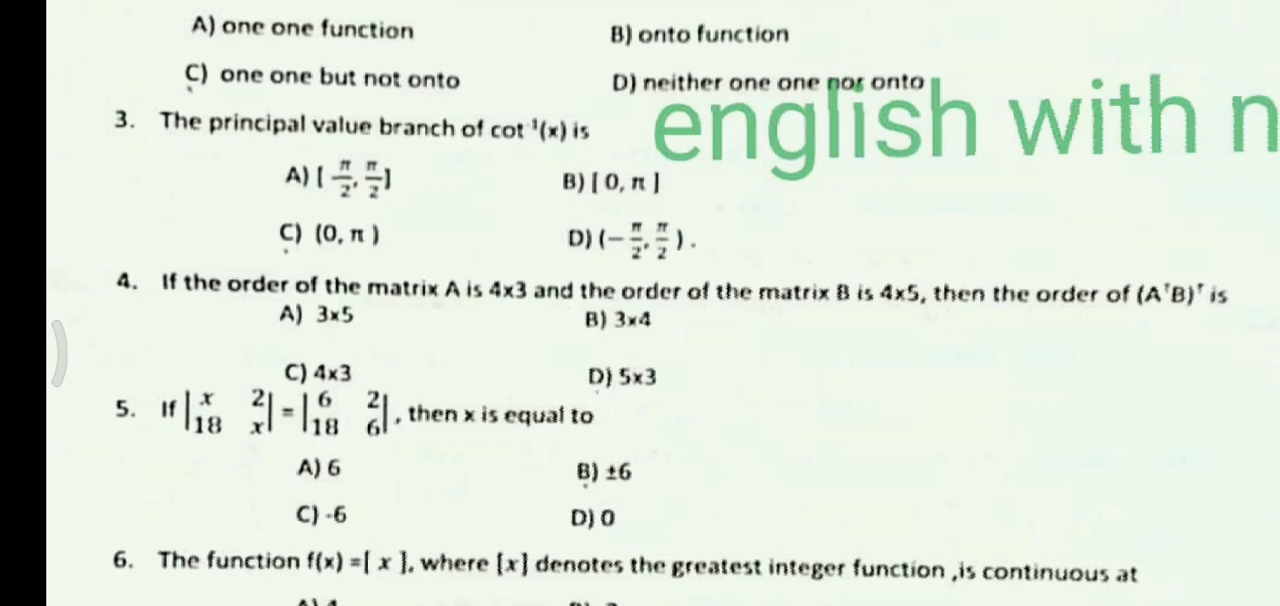 A) one one function B) onto function
C) one one but not onto D) neither one one nor onto
english with n
3. The principal value branch of cot ¹(x) is
A) [ π/2, π/2] B) [ 0, π ]
C) (0, π ) D) (– π/2, π/2 ) .
4. If the order of the matrix A is 4x3 and the order of the matrix B is 4x5, then the order of (A'B)' is
A) 3x5 B) 3x4
C) 4x3 D) 5x3
5. If |x 2 18 x| = |6 2 18 6| , then x is equal to
A) 6 B) ±6
C) -6 D) 0
6. The function f(x) =[ x ], where [x] denotes the greatest integer function ,is continuous at